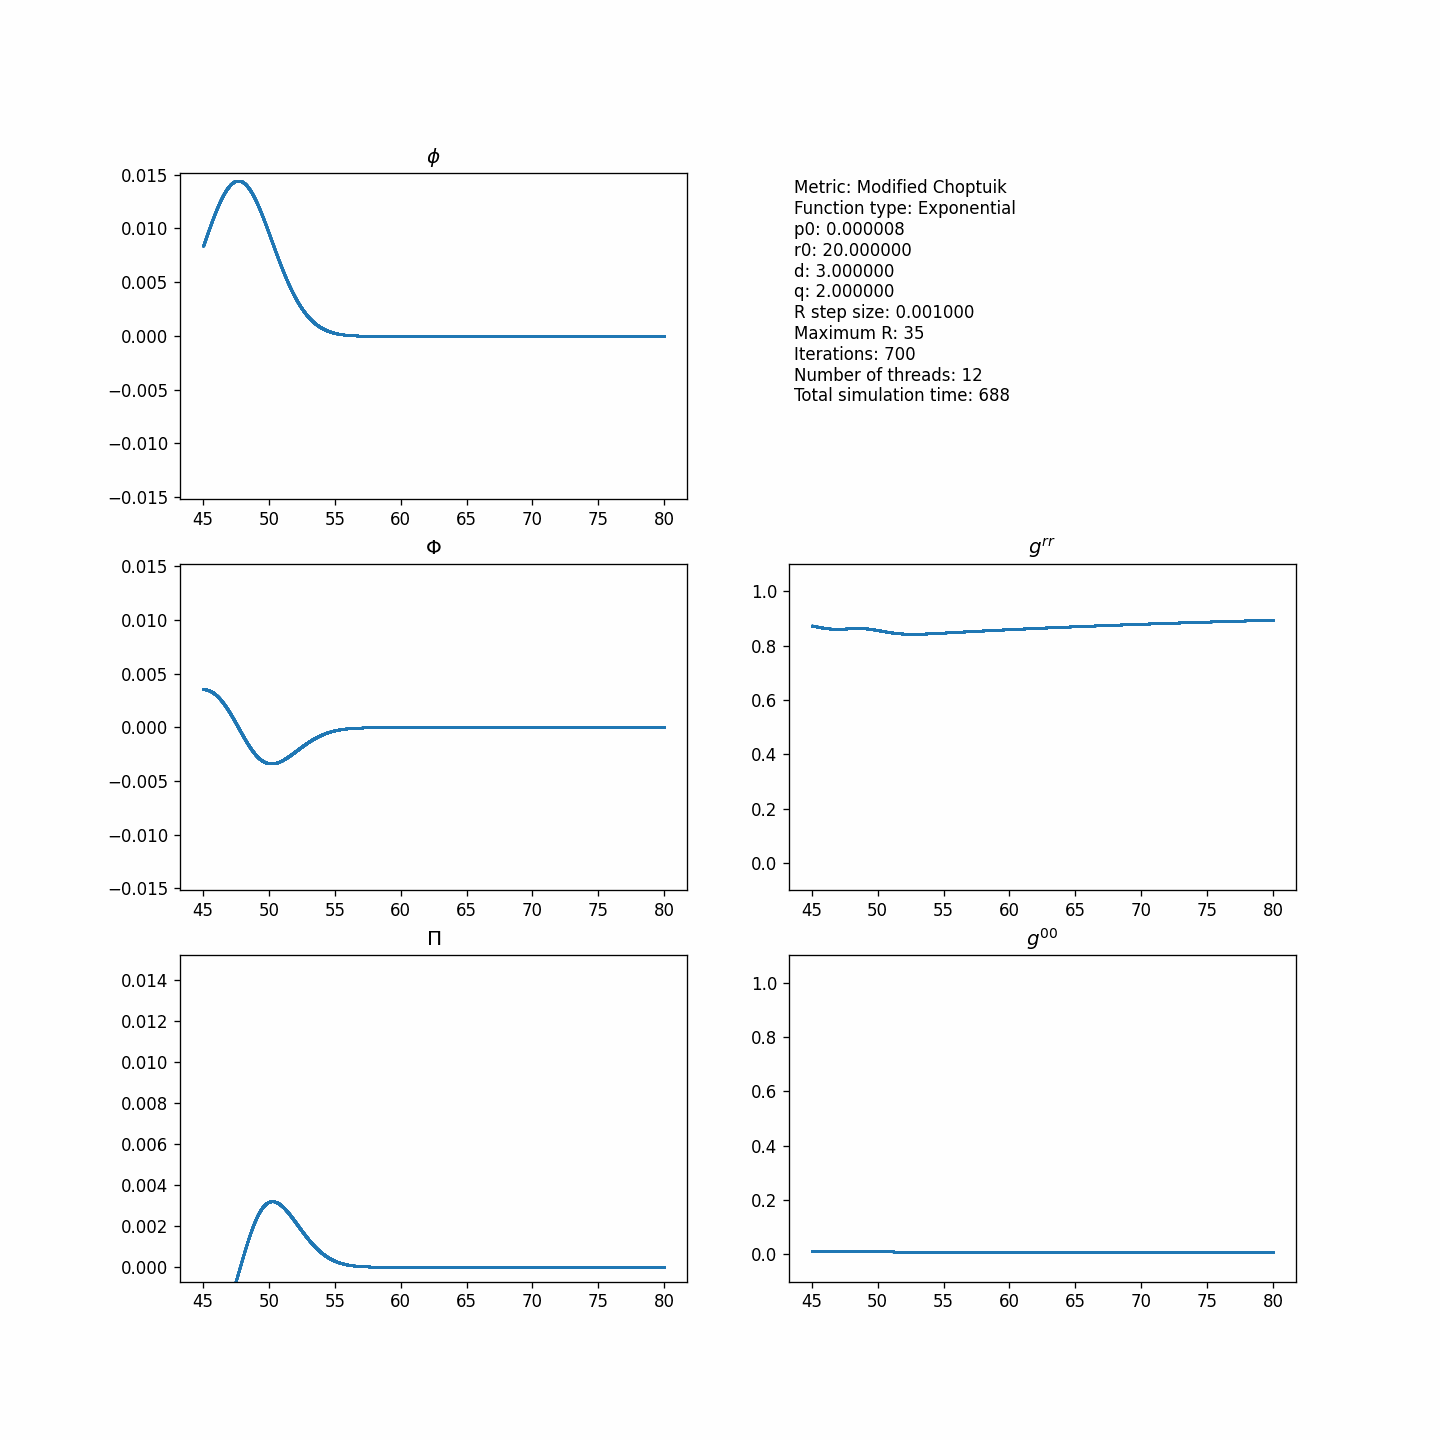 ϕ
0.015
0.010
0.005
0.000
−0.005
−0.010
−0.015
45 50 55 60 65 70 75 80
Metric: Modified Choptuik
Function type: Exponential
p0: 0.000008
r0: 20.000000
d: 3.000000
q: 2.000000
R step size: 0.001000
Maximum R: 35
Iterations: 700
Number of threads: 12
Total simulation time: 688
Φ
0.015
0.010
0.005
0.000
−0.005
−0.010
−0.015
45 50 55 60 65 70 75 80
g^{rr}
1.0
0.8
0.6
0.4
0.2
0.0
45 50 55 60 65 70 75 80
Π
0.014
0.012
0.010
0.008
0.006
0.004
0.002
0.000
45 50 55 60 65 70 75 80
g^{00}
1.0
0.8
0.6
0.4
0.2
0.0
45 50 55 60 65 70 75 80